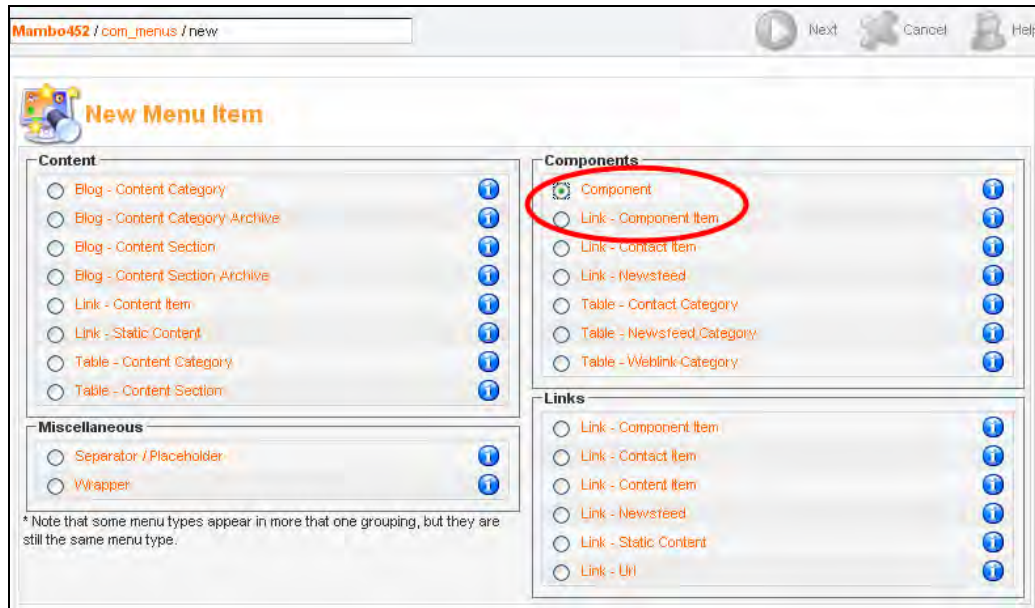 Mambo452 / com_menus / new
Next Cancel Help
New Menu Item
Content
Blog - Content Category
Blog - Content Category Archive
Blog - Content Section
Blog - Content Section Archive
Link - Content Item
Link - Static Content
Table - Content Category
Table - Content Section
Miscellaneous
Separator / Placeholder
Wrapper
* Note that some menu types appear in more that one grouping, but they are
still the same menu type.
Components
Component
Link - Component Item
Link - Contact Item
Link - Newsfeed
Table - Contact Category
Table - Newsfeed Category
Table - Weblink Category
Links
Link - Component Item
Link - Contact Item
Link - Content Item
Link - Newsfeed
Link - Static Content
Link - Url